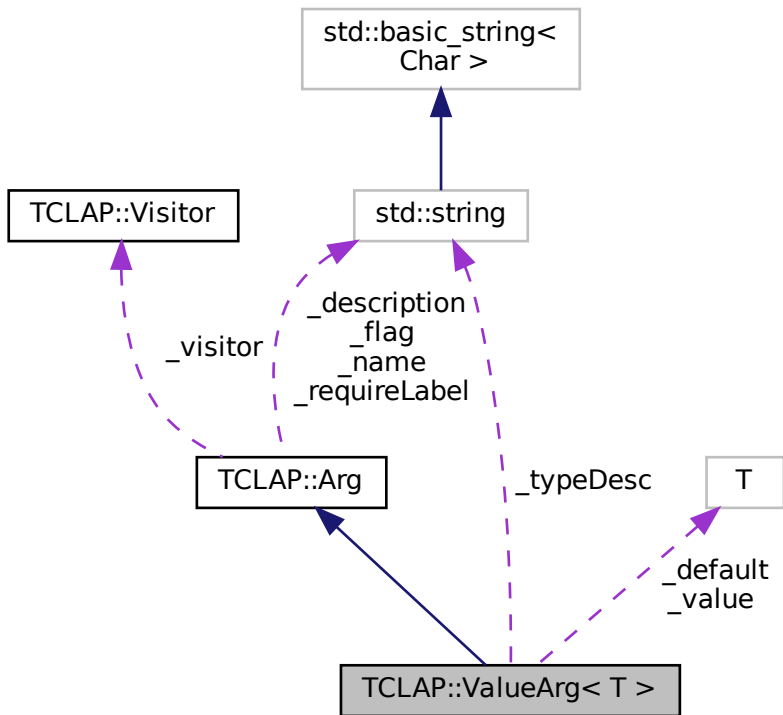 std::basic_string<
Char >
TCLAP::Visitor
std::string
_description
_flag
_visitor
_name
_requireLabel
TCLAP::Arg
_typeDesc
T
_default
_value
TCLAP::ValueArg< T >